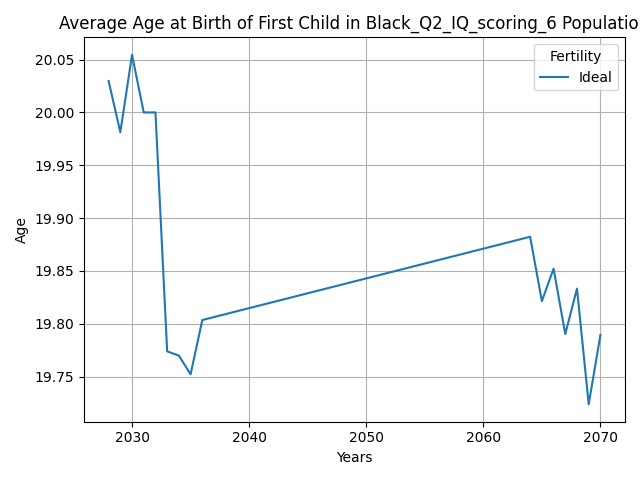 Average Age at Birth of First Child in Black_Q2_IQ_scoring_6 Populatio
Fertility
Ideal
20.05
20.00
19.95
19.90
19.85
19.80
19.75
Age
2030 2040 2050 2060 2070
Years